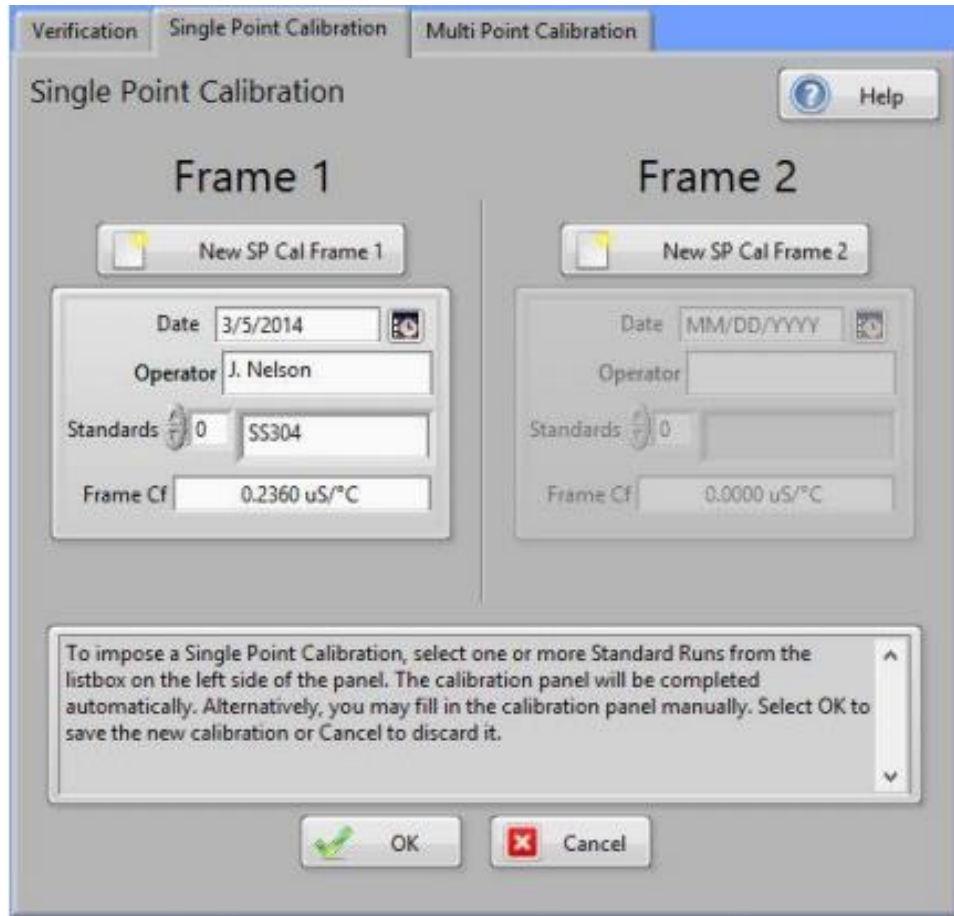 Verification Single Point Calibration Multi Point Calibration
Single Point Calibration
Help
Frame 1
New SP Cal Frame 1
Date 3/5/2014
Operator J. Nelson
Standards 0 SS304
Frame Cf 0.2360 uS/°C
Frame 2
New SP Cal Frame 2
Date MM/DD/YYYY
Operator
Standards 0
Frame Cf 0.0000 uS/°C
To impose a Single Point Calibration, select one or more Standard Runs from the
listbox on the left side of the panel. The calibration panel will be completed
automatically. Alternatively, you may fill in the calibration panel manually. Select OK to
save the new calibration or Cancel to discard it.
OK Cancel